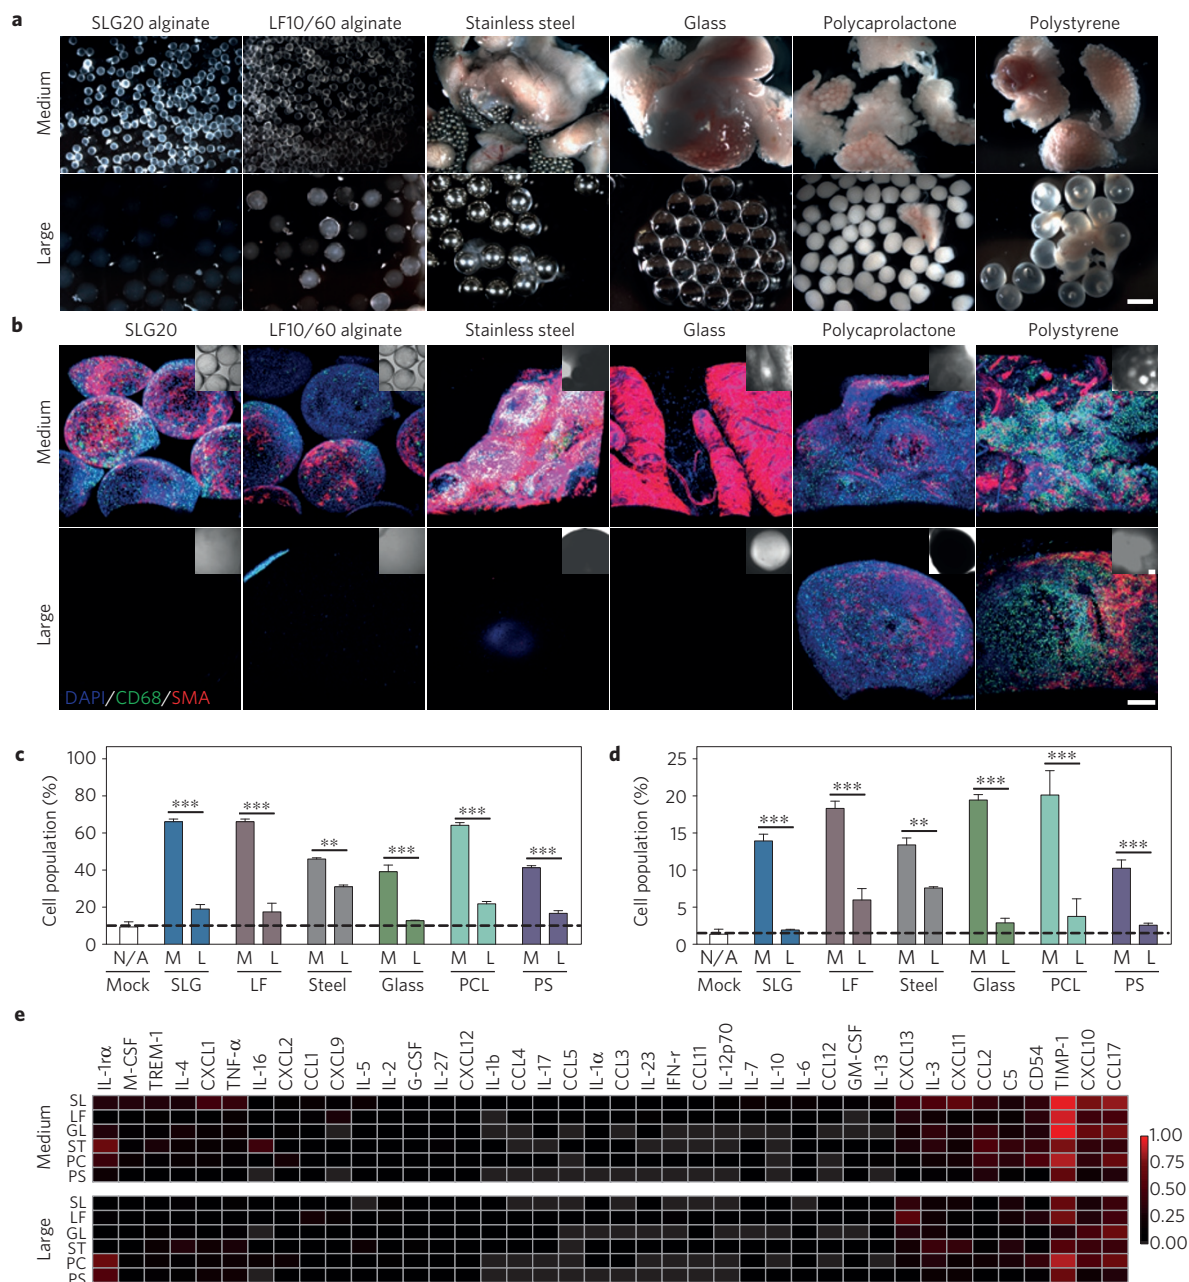 a
SLG20 alginate LF10/60 alginate Stainless steel Glass Polycaprolactone Polystyrene
Medium
Large
b
SLG20 LF10/60 alginate Stainless steel Glass Polycaprolactone Polystyrene
Medium
Large
DAPI/CD68/SMA
c
Cell population (%)
100
80
60
40
20
0
*** *** ** *** *** ***
N/A M L M L M L M L M L M L
Mock SLG LF Steel Glass PCL PS
d
Cell population (%)
25
20
15
10
5
0
*** *** ** *** *** ***
N/A M L M L M L M L M L M L
Mock SLG LF Steel Glass PCL PS
e
IL-1rα M-CSF TREM-1 IL-4 CXCL1 TNF-α IL-16 CXCL2 CCL1 CXCL9 IL-5 IL-2 G-CSF IL-27 CXCL12 IL-1b CCL4 IL-17 CCL5 IL-1α CCL3 IL-23 IFN-r CCL11 IL-12p70 IL-7 IL-10 IL-6 CCL12 GM-CSF IL-13 CXCL13 IL-3 CXCL11 CCL2 C5 CD54 TIMP-1 CXCL10 CCL17
Medium
SL
LF
GL
ST
PC
PS
Large
SL
LF
GL
ST
PC
PS
1.00
0.75
0.50
0.25
0.00